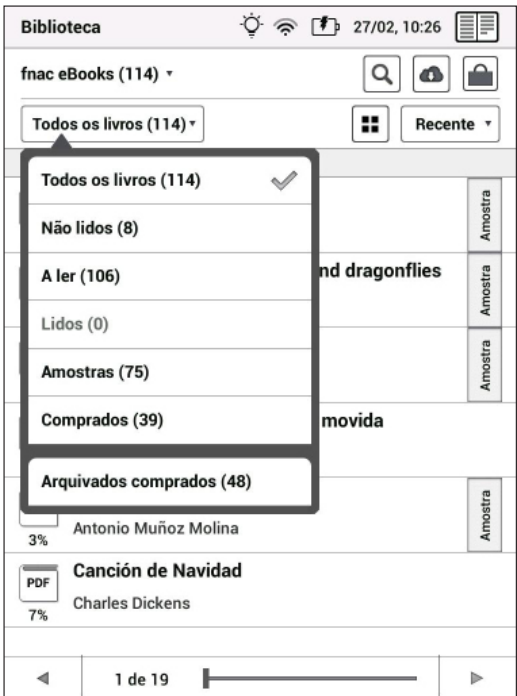 Biblioteca 27/02, 10:26
fnac eBooks (114)
Todos os livros (114) Recente
Todos os livros (114)
Amostra
Não lidos (8)
A ler (106)
nd dragonflies
Amostra
Lidos (0)
Amostras (75)
Amostra
Comprados (39)
movida
Arquivados comprados (48)
Antonio Muñoz Molina
Amostra
3%
Canción de Navidad
PDF
Charles Dickens
7%
1 de 19